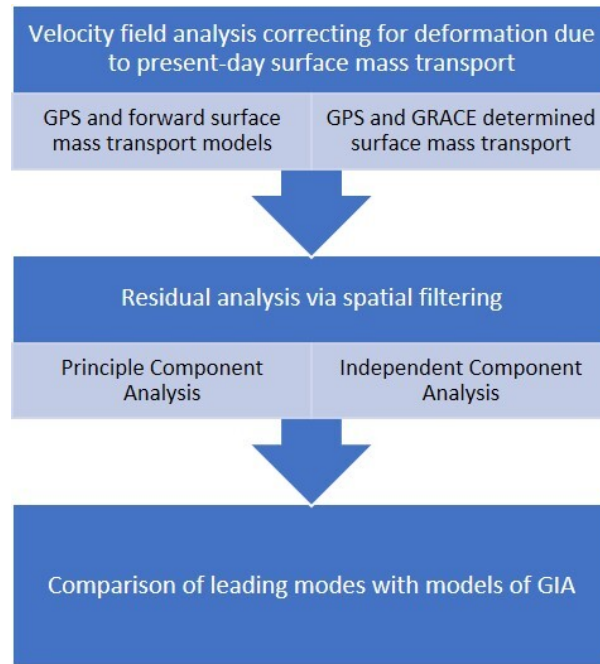 Velocity field analysis correcting for deformation due
to present-day surface mass transport
GPS and forward surface
mass transport models
GPS and GRACE determined
surface mass transport
Residual analysis via spatial filtering
Principle Component
Analysis
Independent Component
Analysis
Comparison of leading modes with models of GIA